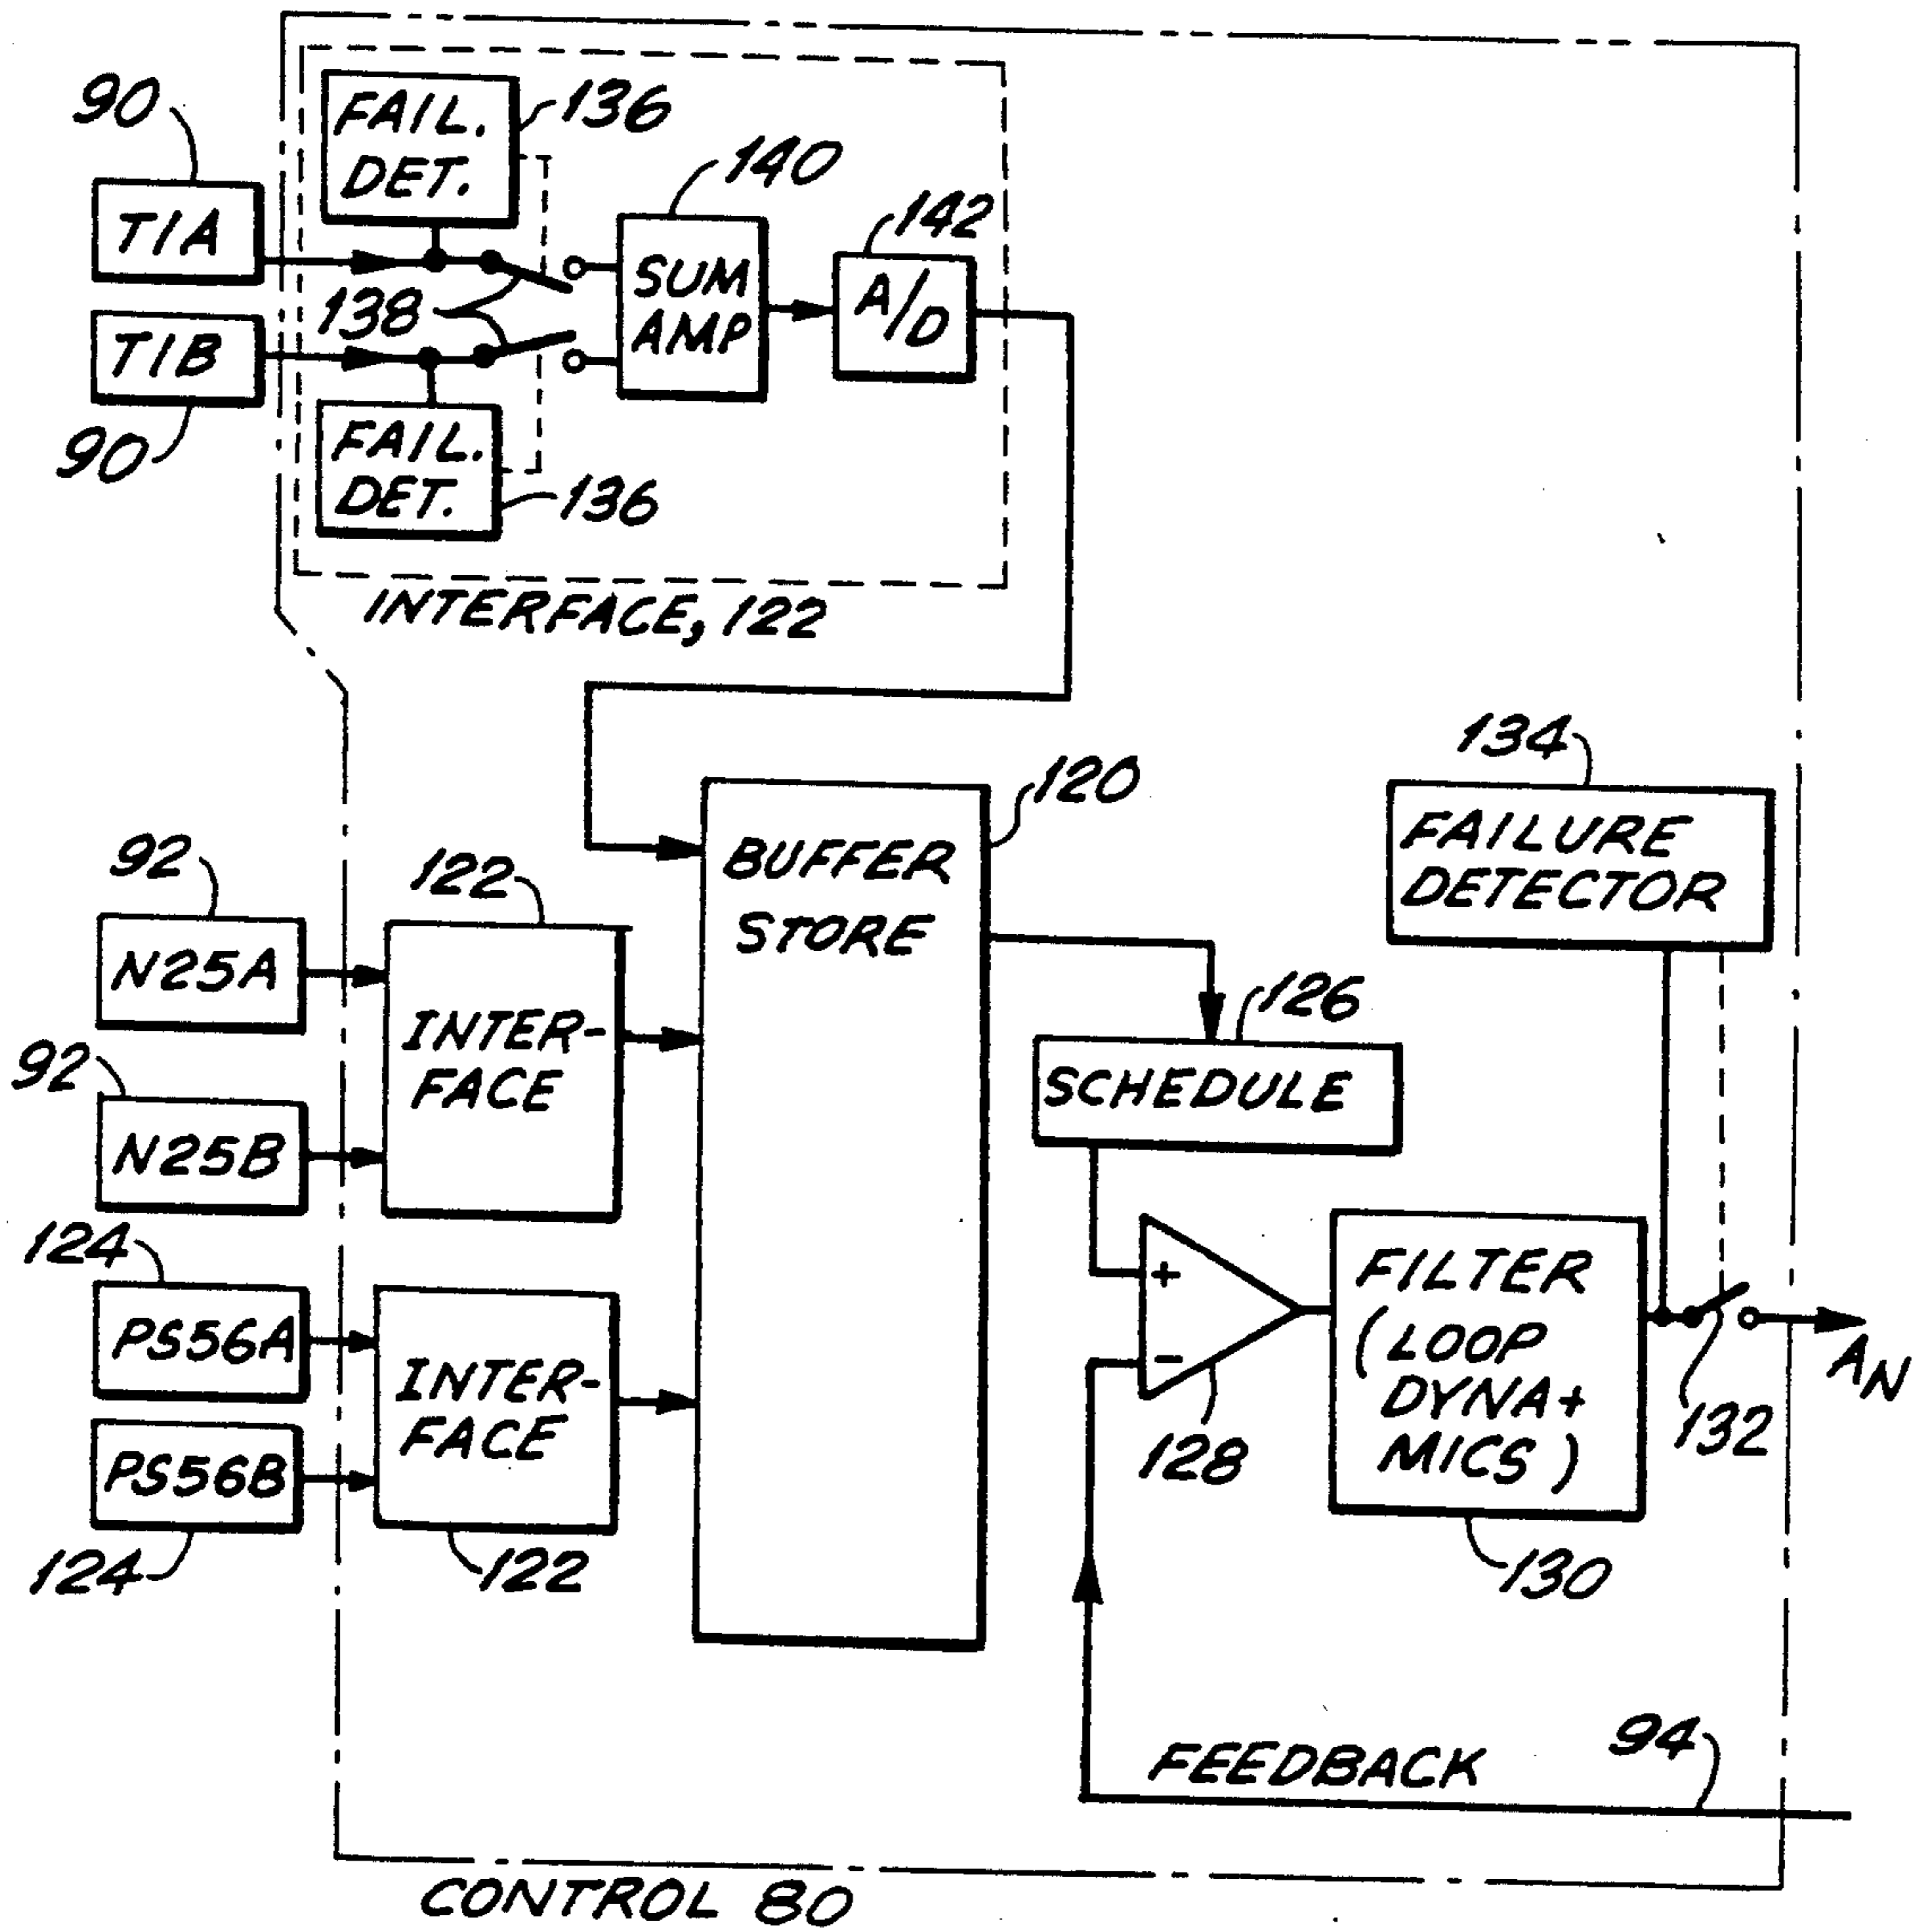 90
FAIL.
DET.
136
140
142
T1A
SUM
AMP
A/D
138
T1B
90
FAIL.
DET.
136
INTERFACE, 122
134
120
BUFFER
STORE
FAILURE
DETECTOR
92
122
N25A
INTER-
FACE
126
SCHEDULE
92
N25B
124
PS56A
INTER-
FACE
+
-
FILTER
(LOOP
DYNA+
MICS)
AN
132
128
PS56B
124
122
130
FEEDBACK
94
CONTROL 80